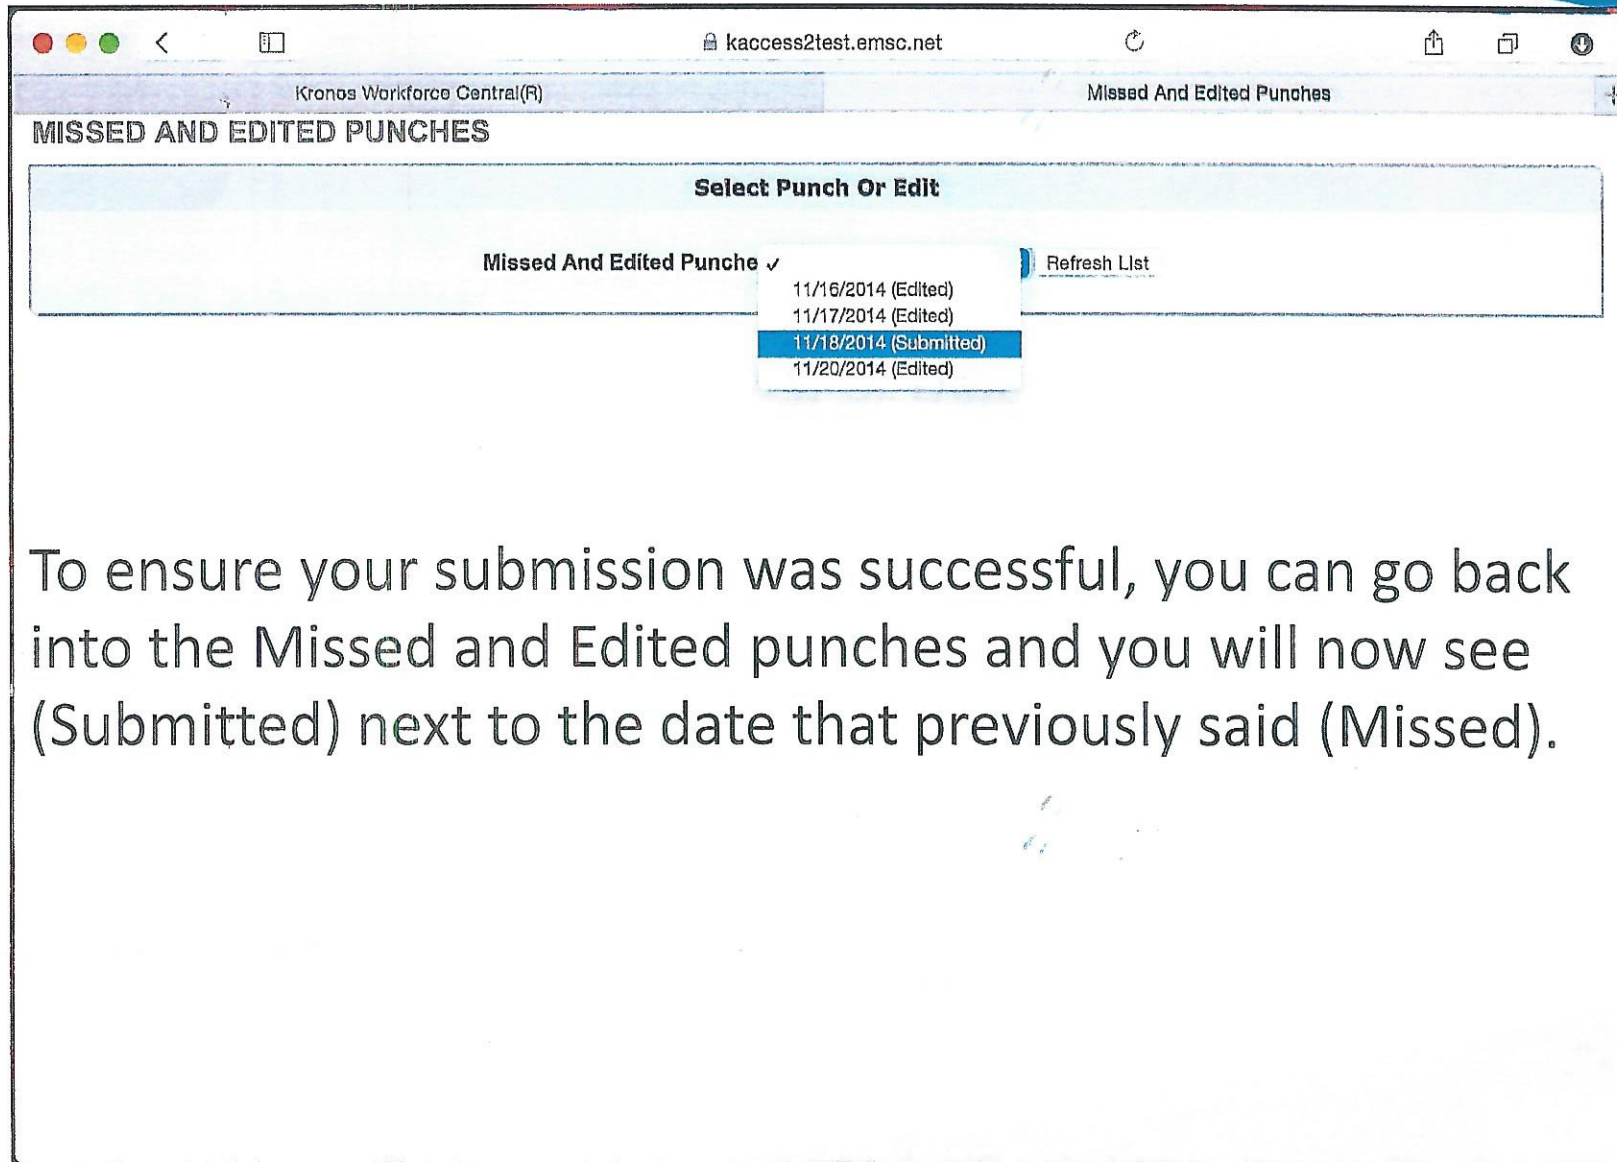 kaccess2test.emsc.net
Kronos Workforce Central(R)
Missed And Edited Punches
MISSED AND EDITED PUNCHES
Select Punch Or Edit
Missed And Edited Punche ✓
Refresh List
11/16/2014 (Edited)
11/17/2014 (Edited)
11/18/2014 (Submitted)
11/20/2014 (Edited)
To ensure your submission was successful, you can go back
into the Missed and Edited punches and you will now see
(Submitted) next to the date that previously said (Missed).